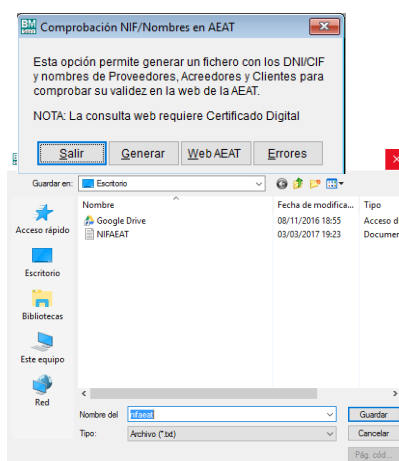 BM
Comprobación NIF/Nombres en AEAT
Esta opción permite generar un fichero con los DNI/CIF
y nombres de Proveedores, Acreedores y Clientes para
comprobar su validez en la web de la AEAT.
NOTA: La consulta web requiere Certificado
Digital
Salir Generar Web AEAT Errores
Guardar en: Escritorio
Nombre Fecha de modifica... Tipo
Google Drive 08/11/2016 18:55 Acceso d
NIFAEAT 03/03/2017 19:23 Documen
Acceso rápido
Escritorio
Bibliotecas
Este equipo
Red
Nombre del nifaeat Guardar
Tipo: Archivo (*.txt) Cancelar
Pág. cód...